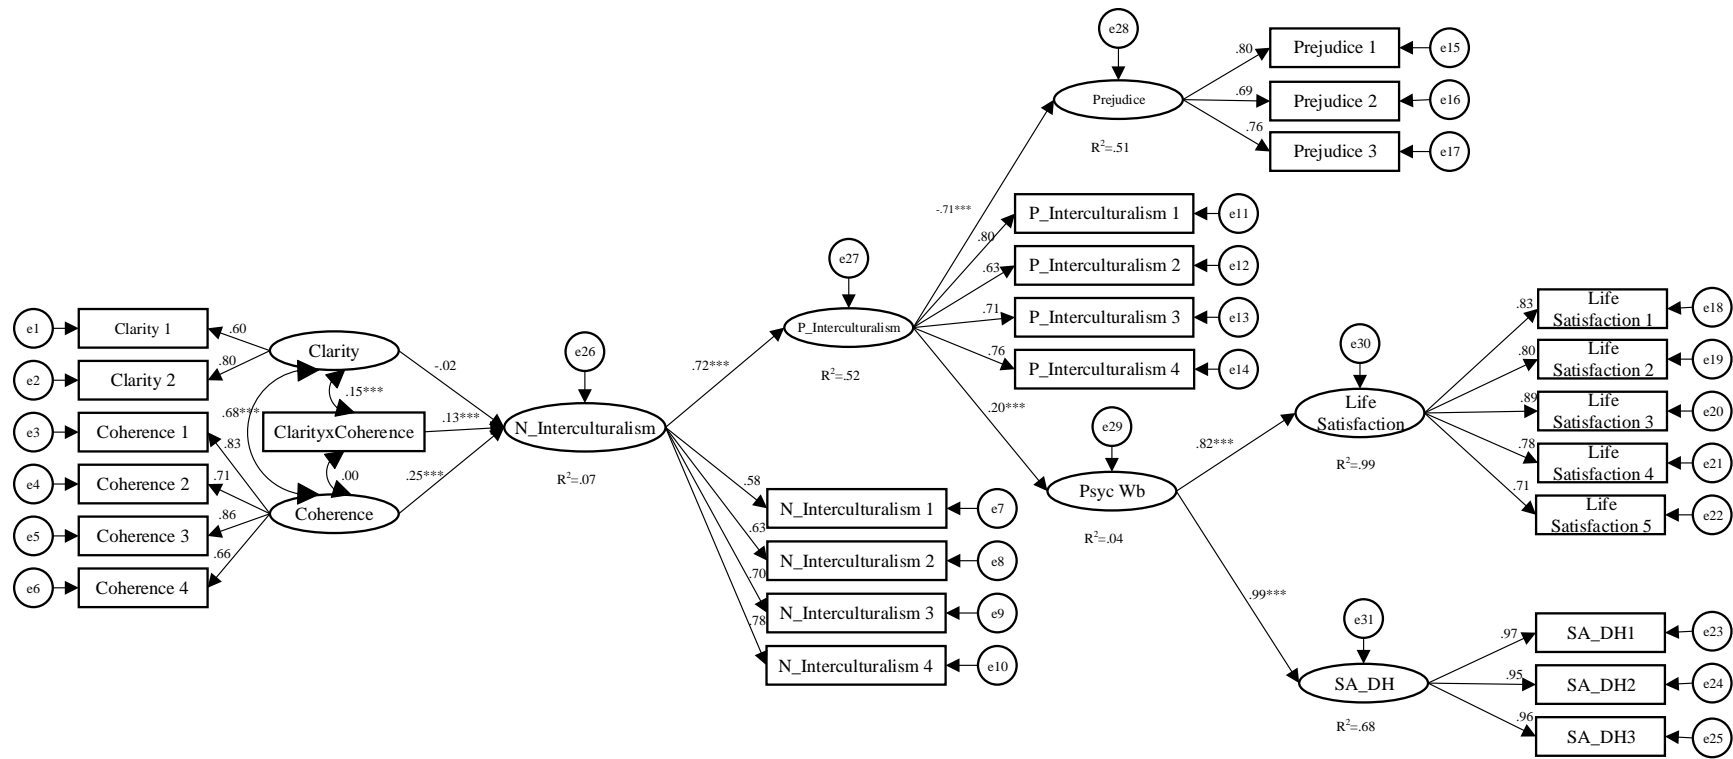 e28
Prejudice
R²=.51
.80
.69
.76
Prejudice 1
Prejudice 2
Prejudice 3
e15
e16
e17
-.71***
e27
P_Interculturalism
R²=.52
.80
.63
.71
.76
P_Interculturalism 1
P_Interculturalism 2
P_Interculturalism 3
P_Interculturalism 4
e11
e12
e13
e14
e1
e2
e3
e4
e5
e6
Clarity 1
Clarity 2
Coherence 1
Coherence 2
Coherence 3
Coherence 4
.60
.80
.68***
.83
.71
.86
.66
Clarity
.15***
ClarityxCoherence
.00
Coherence
-.02
.13***
.25***
e26
N_Interculturalism
R²=.07
.72***
.58
.63
.70
.78
N_Interculturalism 1
N_Interculturalism 2
N_Interculturalism 3
N_Interculturalism 4
e7
e8
e9
e10
.20***
e29
Psyc Wb
R²=.04
.82***
.99***
e30
Life
Satisfaction
R²=.99
.83
.80
.89
.78
.71
Life
Satisfaction 1
Life
Satisfaction 2
Life
Satisfaction 3
Life
Satisfaction 4
Life
Satisfaction 5
e18
e19
e20
e21
e22
e31
SA_DH
R²=.68
.97
.95
.96
SA_DH1
SA_DH2
SA_DH3
e23
e24
e25